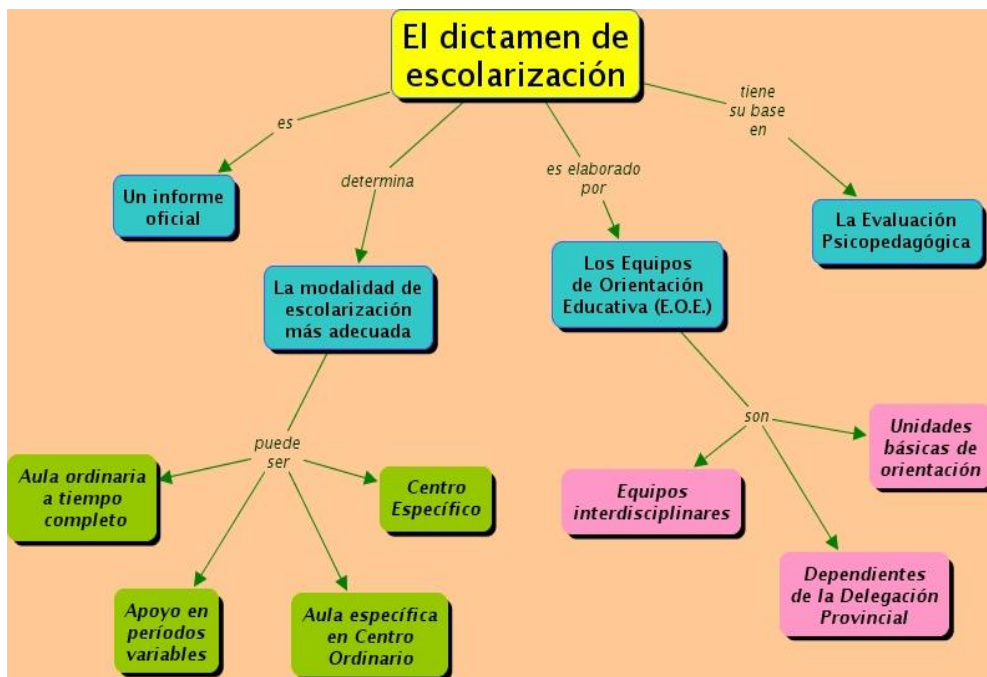 El dictamen de
escolarización
es
determina
es elaborado
por
tiene
su base
en
Un informe
oficial
La modalidad de
escolarización
más adecuada
Los Equipos
de Orientación
Educativa (E.O.E.)
La Evaluación
Psicopedagógica
puede
ser
son
Aula ordinaria
a tiempo
completo
Apoyo en
períodos
variables
Aula específica
en Centro
Ordinario
Centro
Específico
Equipos
interdisciplinares
Dependientes
de la Delegación
Provincial
Unidades
básicas de
orientación